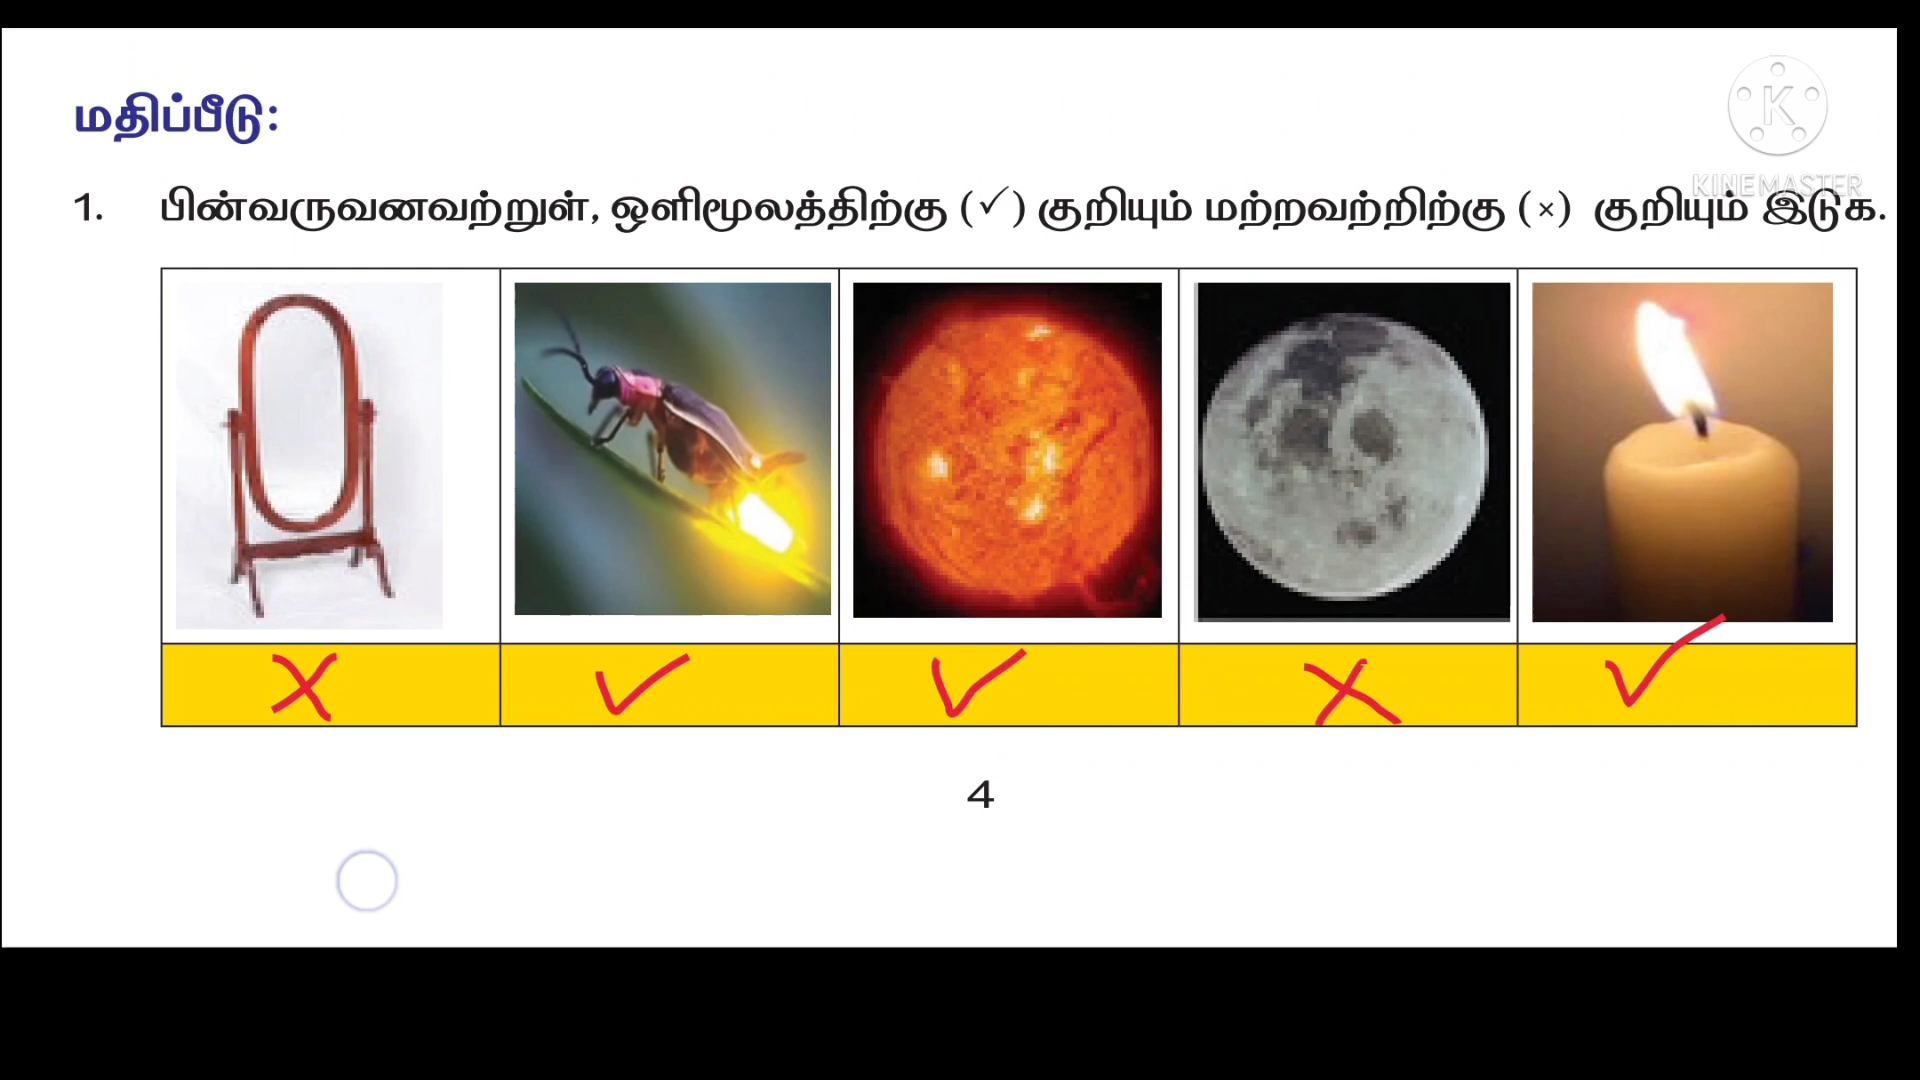 மதிப்பீடு:
K
KINEMASTER
1. பின்வருவனவற்றுள், ஒளிமூலத்திற்கு (✓) குறியும் மற்றவற்றிற்கு (×) குறியும் இடுக.
✗ ✓ ✓ ✗ ✓
4